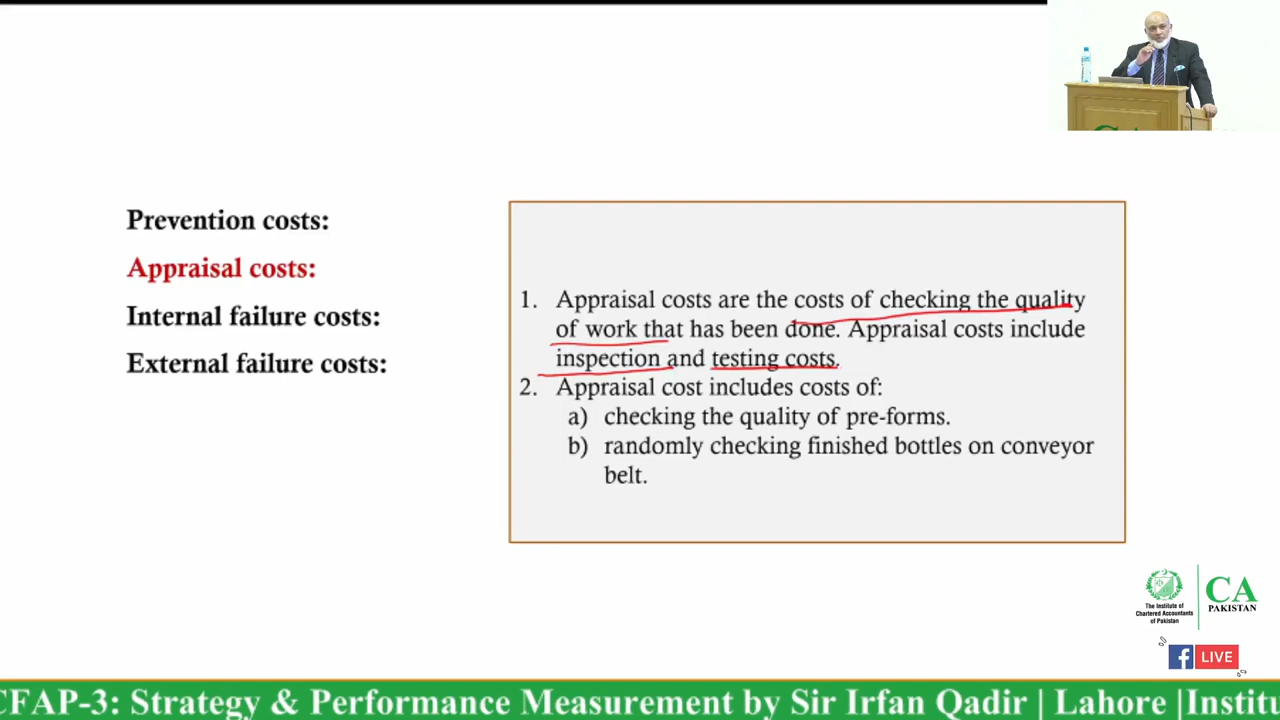 Prevention costs:
Appraisal costs:
Internal failure costs:
External failure costs:
1. Appraisal costs are the costs of checking the quality
of work that has been done. Appraisal costs include
inspection and testing costs.
2. Appraisal cost includes costs of:
a) checking the quality of pre-forms.
b) randomly checking finished bottles on conveyor
belt.
The Institute of
Chartered Accountants
of Pakistan
CA
PAKISTAN
f LIVE
CFAP-3: Strategy & Performance Measurement by Sir Irfan Qadir | Lahore |Institu